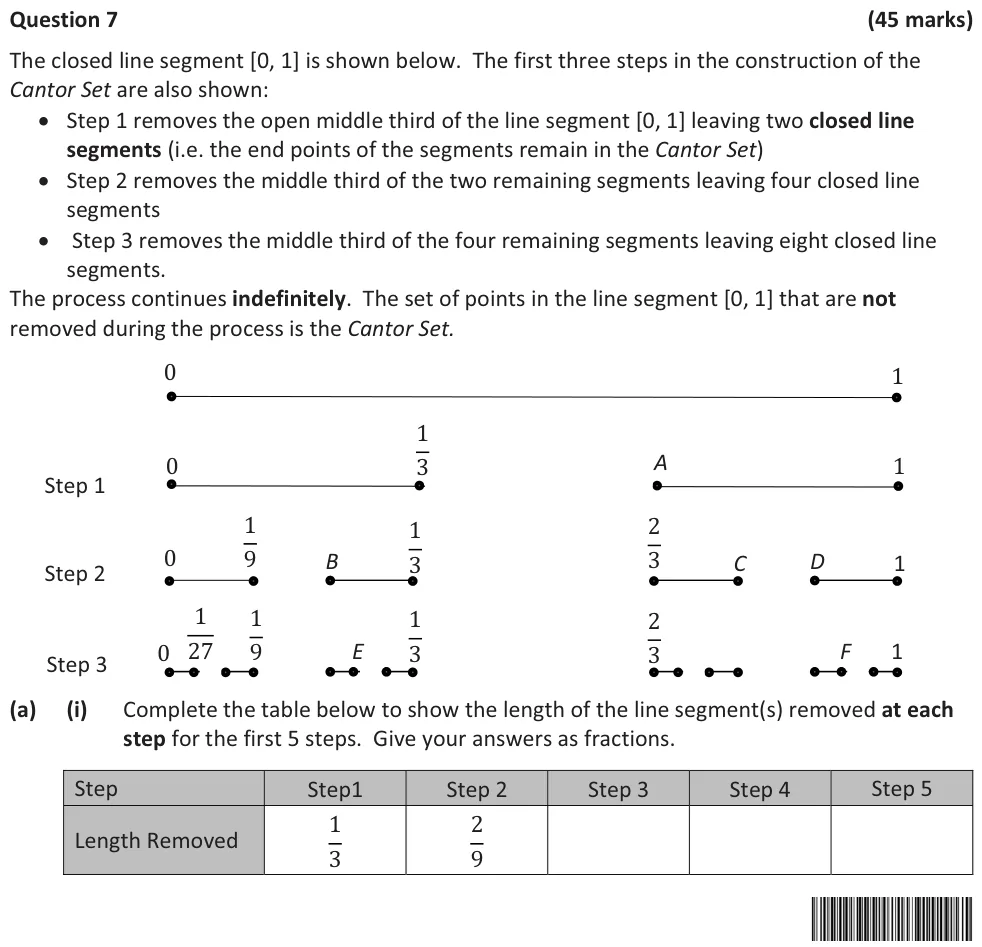 Question 7 (45 marks)
The closed line segment [0, 1] is shown below. The first three steps in the construction of the
Cantor Set are also shown:
• Step 1 removes the open middle third of the line segment [0, 1] leaving two closed line
segments (i.e. the end points of the segments remain in the Cantor Set)
• Step 2 removes the middle third of the two remaining segments leaving four closed line
segments
• Step 3 removes the middle third of the four remaining segments leaving eight closed line
segments.
The process continues indefinitely. The set of points in the line segment [0, 1] that are not
removed during the process is the Cantor Set.
0 1
Step 1 0 1/3 A 1
Step 2 0 1/9 B 1/3 2/3 C D 1
Step 3 0 1/27 1/9 E 1/3 2/3 F 1
(a) (i) Complete the table below to show the length of the line segment(s) removed at each
step for the first 5 steps. Give your answers as fractions.
Step Step1 Step 2 Step 3 Step 4 Step 5
Length Removed 1/3 2/9